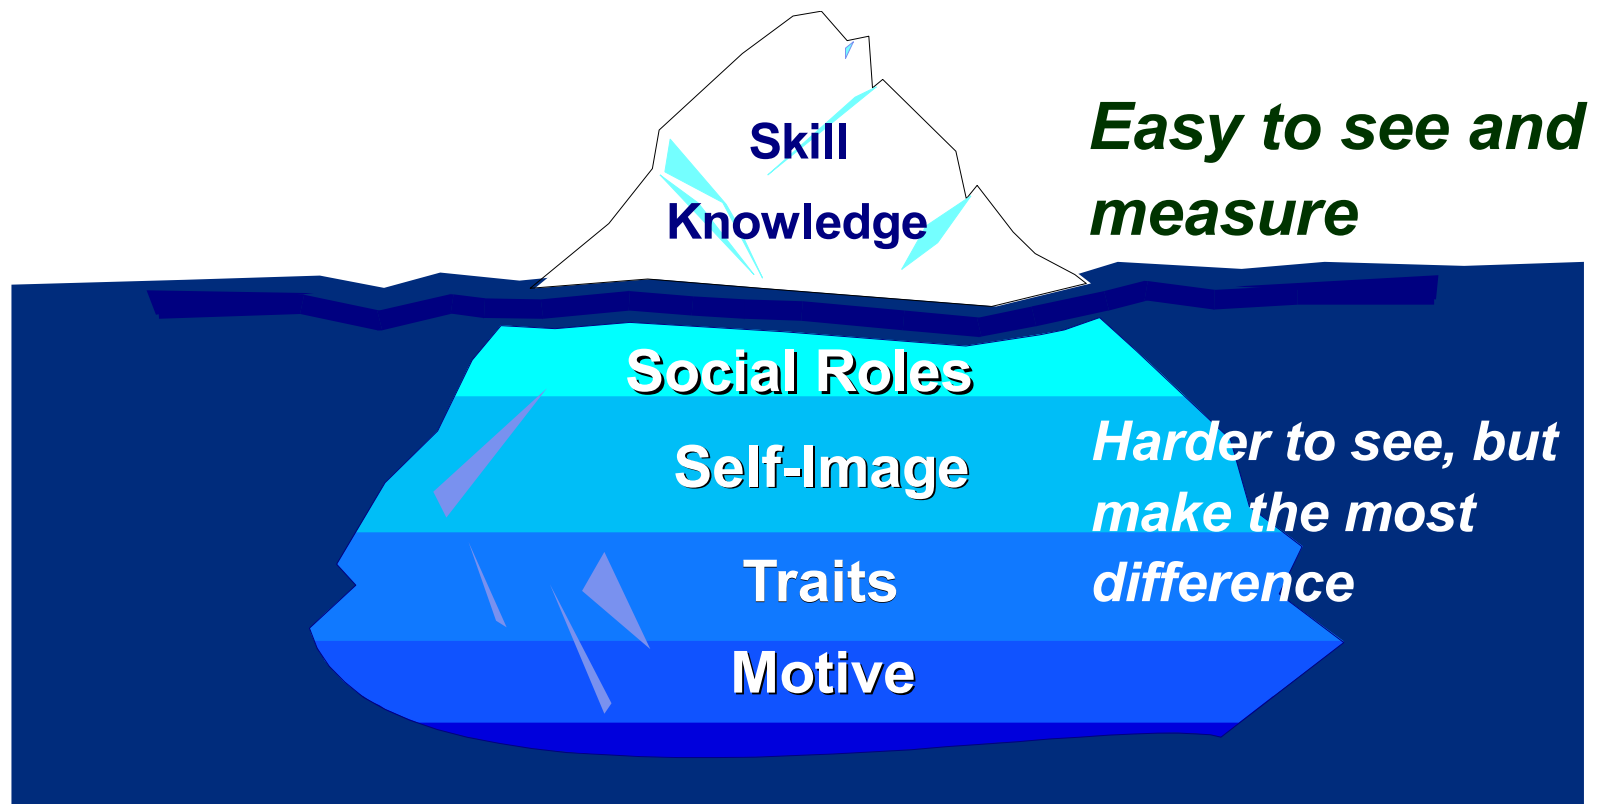 Skill
Knowledge
Easy to see and
measure
Social Roles
Self-Image
Traits
Motive
Harder to see, but
make the most
difference